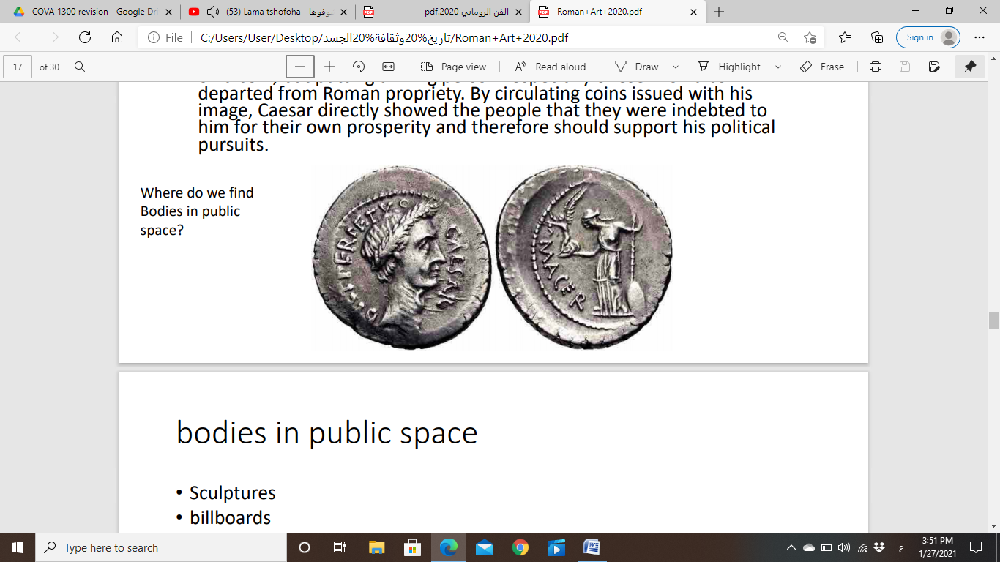 COVA 1300 revision - Google Dri
(53) Lama tshofoha -
الفن الروماني 2020.pdf
Roman+Art+2020.pdf
File
C:/Users/User/Desktop/تاريخ%20وثقافة%20الجسد/Roman+Art+2020.pdf
Sign in
17 of 30
Page view
Read aloud
Draw
Highlight
Erase
departed from Roman propriety. By circulating coins issued with his
image, Caesar directly showed the people that they were indebted to
him for their own prosperity and therefore should support his political
pursuits.
Where do we find
Bodies in public
space?
CAESAR
MACER
bodies in public space
• Sculptures
• billboards
Type here to search
ع
3:51 PM
1/27/2021